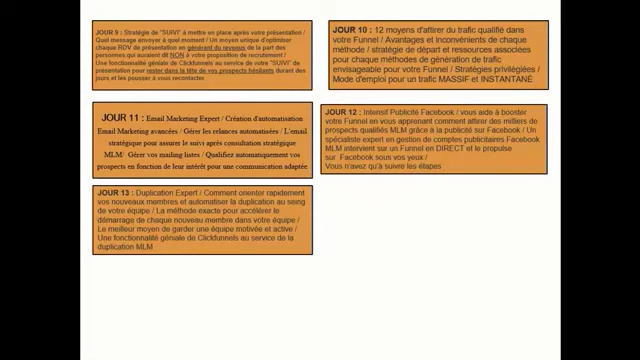 JOUR 9 : Stratégie de "SUIVI" à mettre en place après votre présentation /
Quel message envoyer à quel moment / Un moyen unique d'optimiser
chaque RDV de présentation en générant du revenus de la part des
personnes qui auraient dit NON à votre proposition de recrutement /
Une fonctionnalité géniale de Clickfunnels au service de votre "SUIVI" de
présentation pour rester dans la tête de vos prospects hésitants durant des
jours et les pousser à vous recontacter
JOUR 10 : 12 moyens d'attirer du trafic qualifié dans
votre Funnel / Avantages et Inconvénients de chaque
méthode / stratégie de départ et ressources associées
pour chaque méthodes de génération de trafic
envisageable pour votre Funnel / Stratégies privilégiées /
Mode d'emploi pour un trafic MASSIF et INSTANTANÉ
JOUR 11 : Email Marketing Expert / Création d'automatisation
Email Marketing avancées / Gérer les relances automatisées / L'email
stratégique pour assurer le suivi après consultation stratégique
MLM/ Gérer vos mailing listes / Qualifiez automatiquement vos
prospects en fonction de leur intérêt pour une communication adaptée
JOUR 12 : Intensif Publicité Facebook / vous aide à booster
votre Funnel en vous apprenant comment attirer des milliers de
prospects qualifiés MLM grâce à la publicité sur Facebook / Un
spécialiste expert en gestion de comptes publicitaires Facebook
MLM intervient sur un Funnel en DIRECT et le propulse
sur Facebook sous vos yeux /
Vous n'avez qu'à suivre les étapes
JOUR 13 : Duplication Expert / Comment orienter rapidement
vos nouveaux membres et automatiser la duplication au seing
de votre équipe / La méthode exacte pour accélérer le
démarrage de chaque nouveau membre dans votre équipe /
Le meilleur moyen de garder une équipe motivée et active /
Une fonctionnalité géniale de Clickfunnels au service de la
duplication MLM